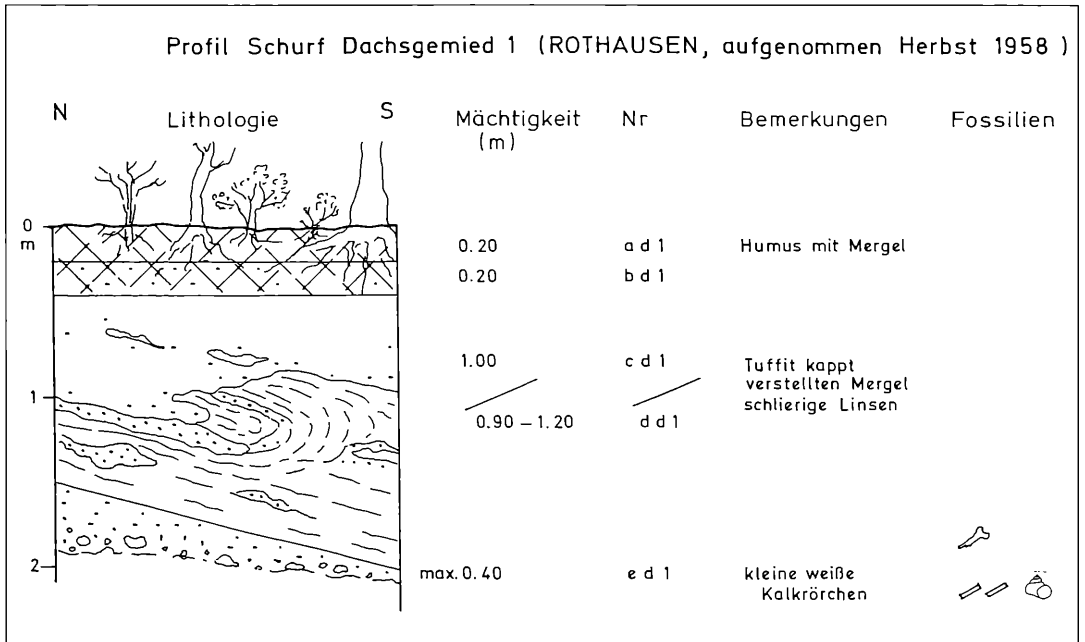 Profil Schurf Dachsgemied 1 (ROTHAUSEN, aufgenommen Herbst 1958 )
N Lithologie S Mächtigkeit (m) Nr Bemerkungen Fossilien
0 m
0.20 a d 1 Humus mit Mergel
0.20 b d 1
1.00 c d 1 Tuffit kappt
verstellten Mergel
1
schlierige Linsen
0.90 – 1.20 d d 1
2
max. 0.40 e d 1 kleine weiße
Kalkrörchen